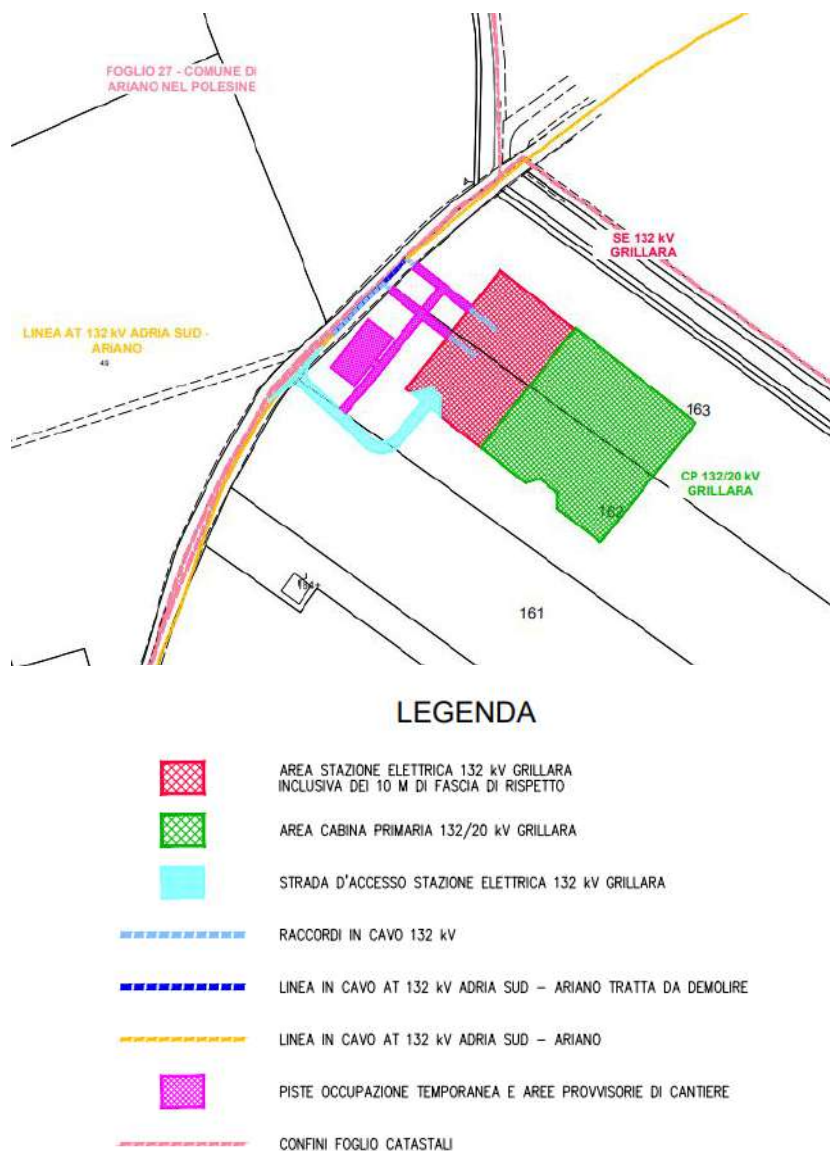 FOGLIO 27 - COMUNE DI
ARIANO NEL POLESINE
SE 132 kV
GRILLARA
LINEA AT 132 kV ADRIA SUD -
ARIANO
49
163
CP 132/20 kV
GRILLARA
162
161
LEGENDA
AREA STAZIONE ELETTRICA 132 kV GRILLARA
INCLUSIVA DEI 10 M DI FASCIA DI RISPETTO
AREA CABINA PRIMARIA 132/20 kV GRILLARA
STRADA D'ACCESSO STAZIONE ELETTRICA 132 kV GRILLARA
RACCORDI IN CAVO 132 kV
LINEA IN CAVO AT 132 kV ADRIA SUD – ARIANO TRATTA DA DEMOLIRE
LINEA IN CAVO AT 132 kV ADRIA SUD – ARIANO
PISTE OCCUPAZIONE TEMPORANEA E AREE PROVVISORIE DI CANTIERE
CONFINI FOGLIO CATASTALI